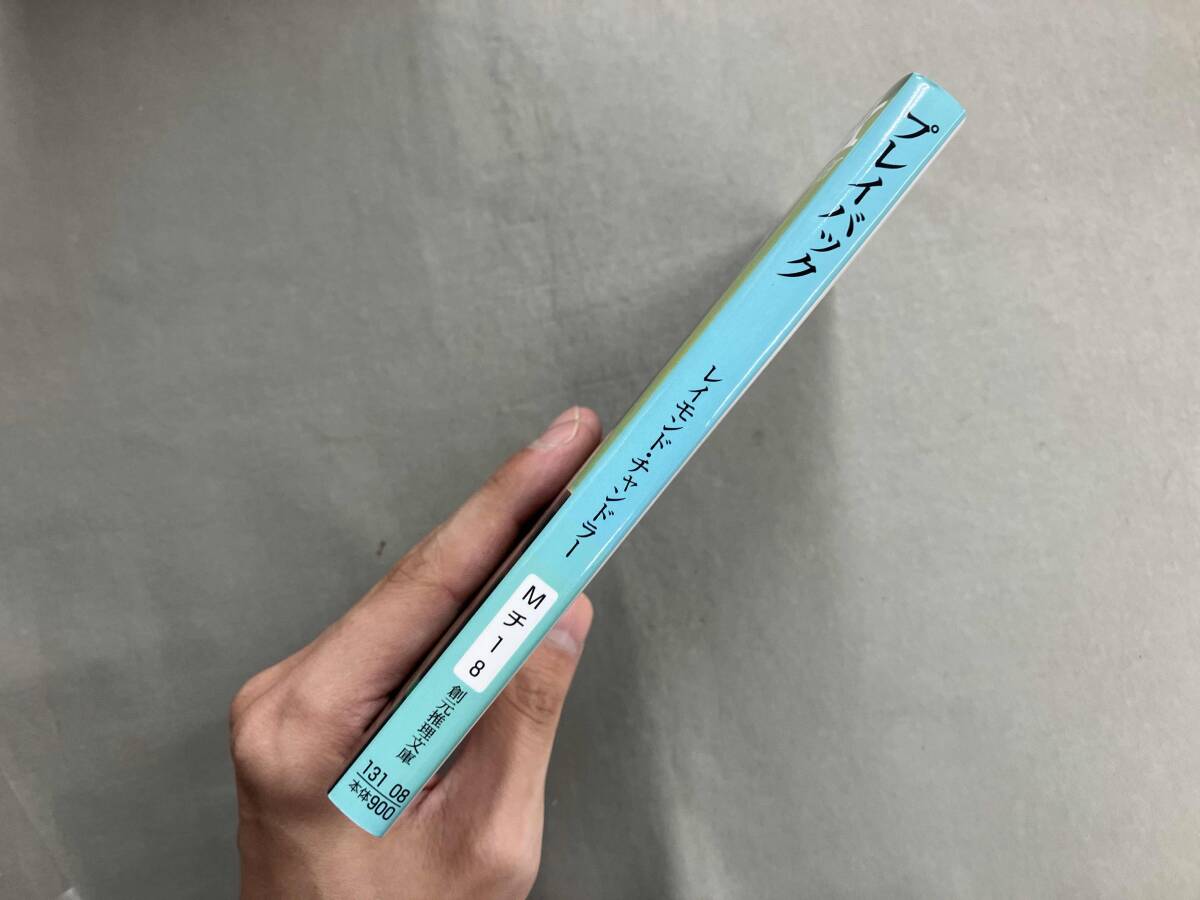 プレイバック
レイモンド・チャンドラー
Mチ18
創元推理文庫
131 08
本体900